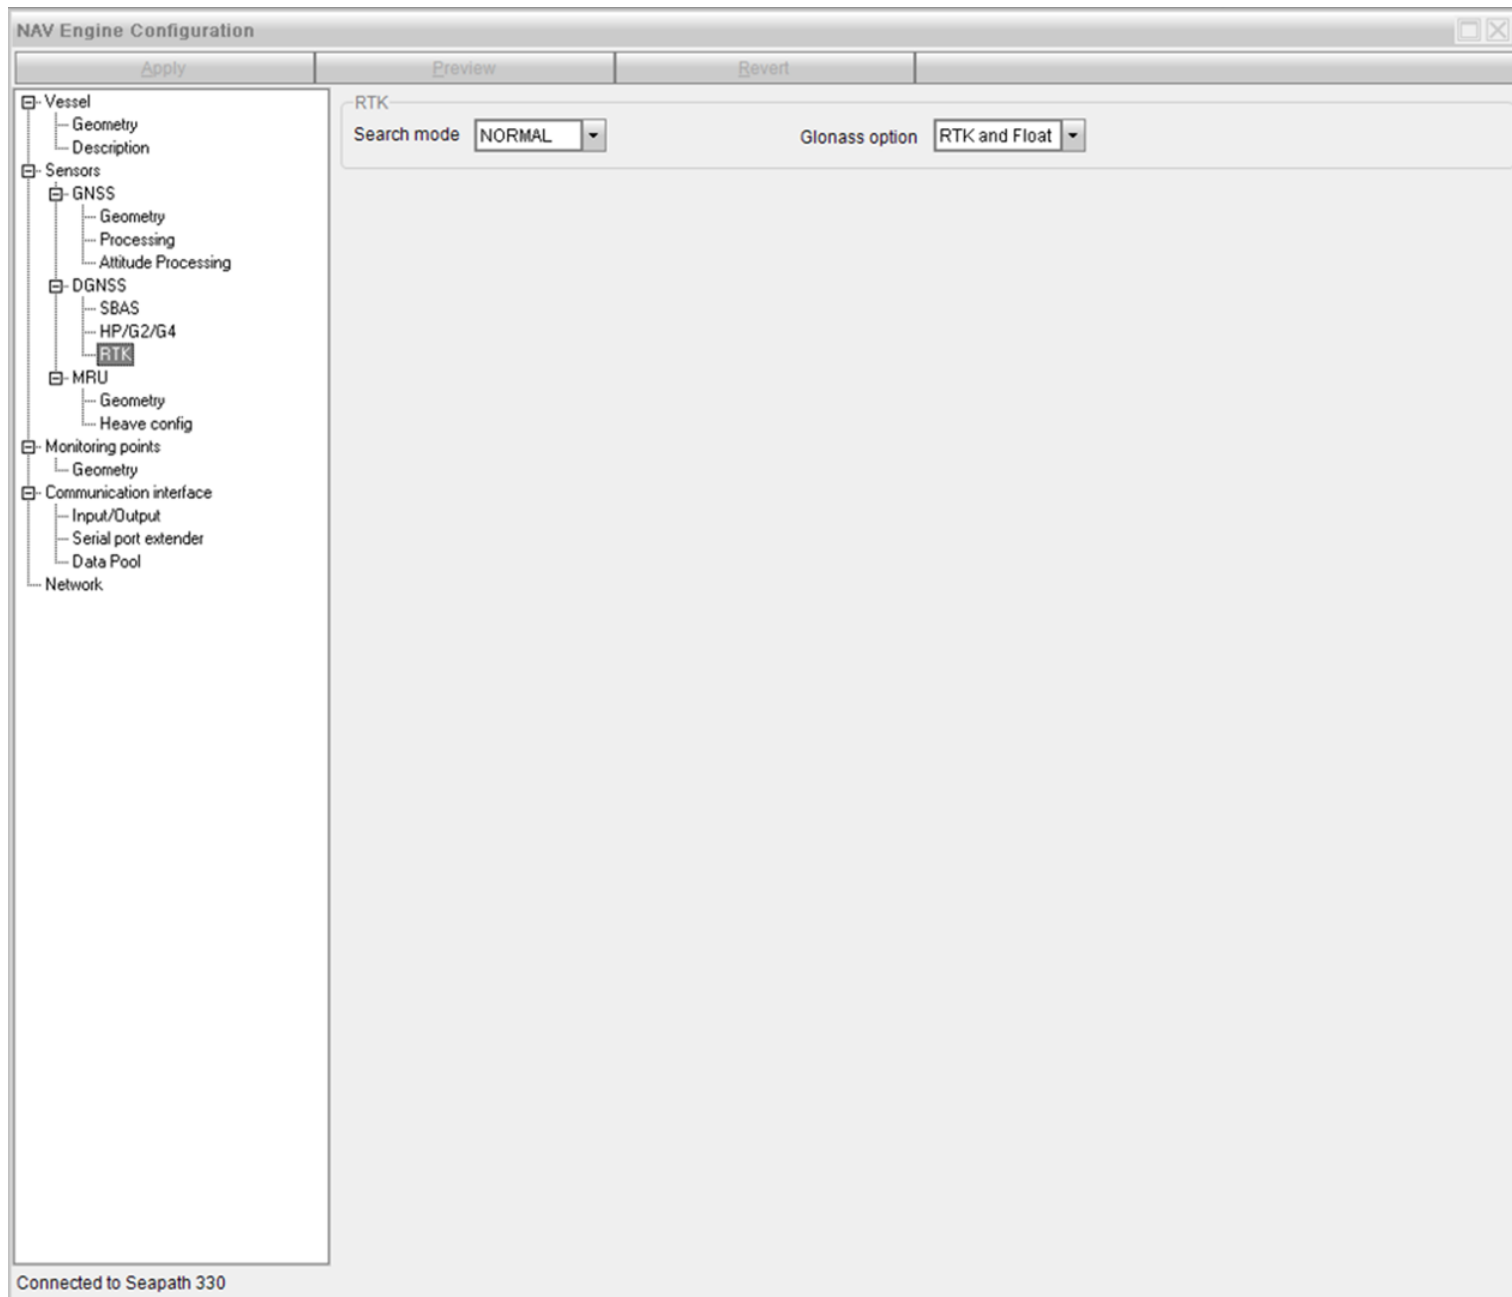 NAV Engine Configuration
Apply Preview Revert
Vessel
Geometry
Description
Sensors
GNSS
Geometry
Processing
Attitude Processing
DGNSS
SBAS
HP/G2/G4
RTK
MRU
Geometry
Heave config
Monitoring points
Geometry
Communication interface
Input/Output
Serial port extender
Data Pool
Network
RTK
Search mode NORMAL Glonass option RTK and Float
Connected to Seapath 330